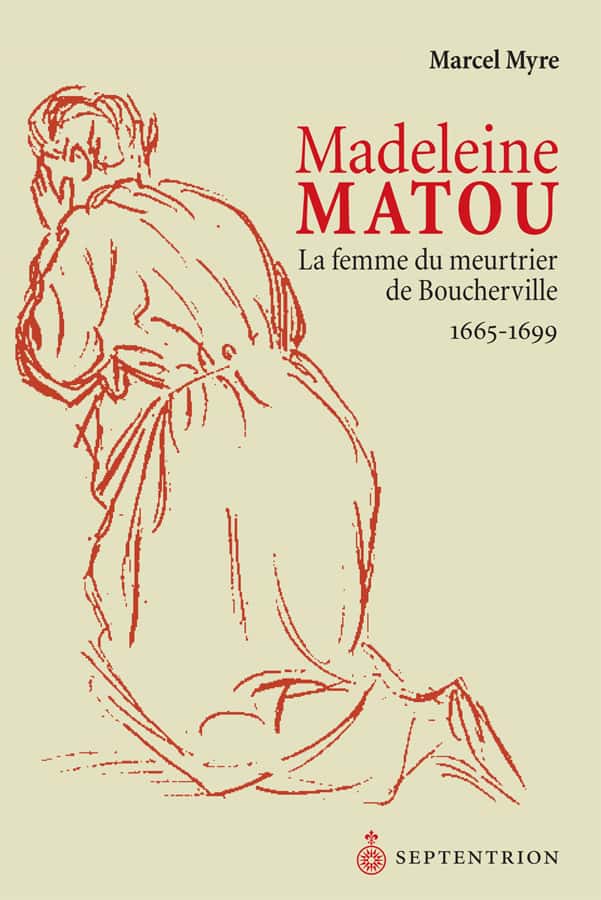 Marcel Myre
Madeleine
MATOU
La femme du meurtrier
de Boucherville
1665-1699
SEPTENTRION